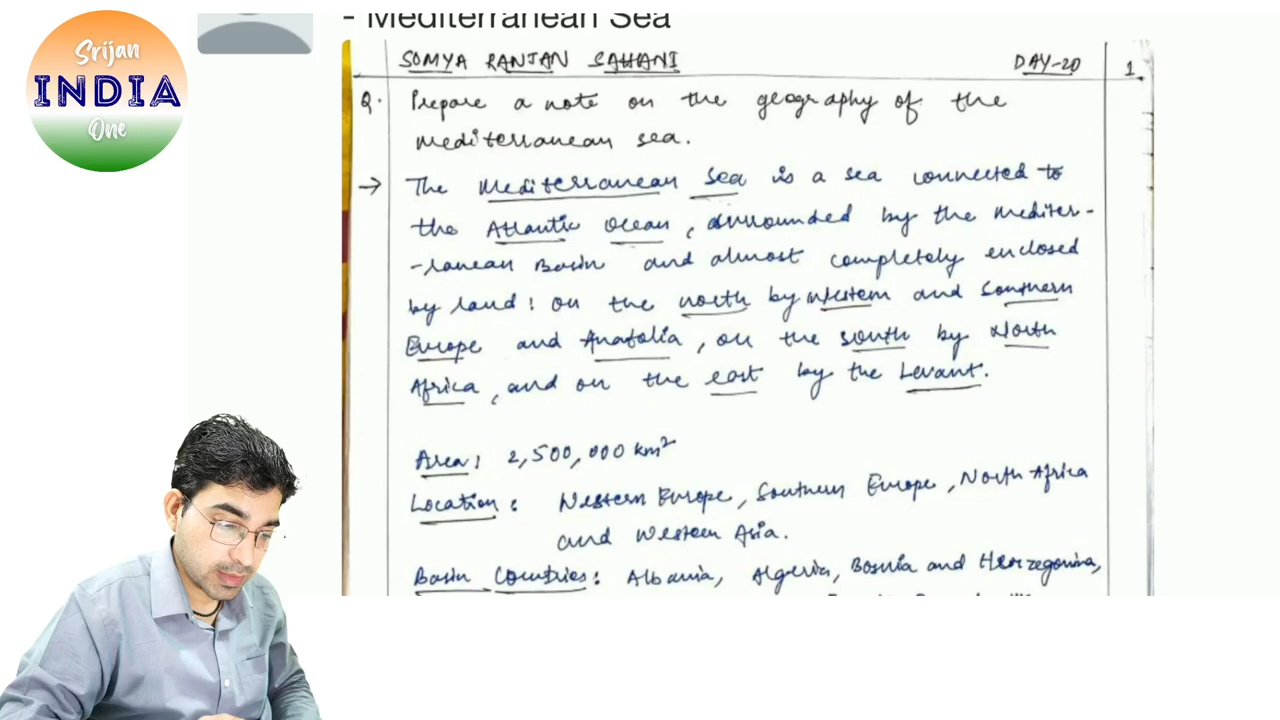 Srijan
INDIA
One
- Mediterranean Sea
SOMYA RANJAN SAHANI DAY-20 1
Q. Prepare a note on the geography of the
Mediterranean sea.
→ The Mediterranean Sea is a sea connected to
the Atlantic Ocean, surrounded by the Mediter-
-ranean Basin and almost completely enclosed
by land: on the north by Western and Southern
Europe and Anatolia, on the south by North
Africa, and on the east by the Levant.
Area: 2,500,000 km²
Location: Western Europe, Southern Europe, North Africa
and Western Asia.
Basin Countries: Albania, Algeria, Bosnia and Herzegovina,